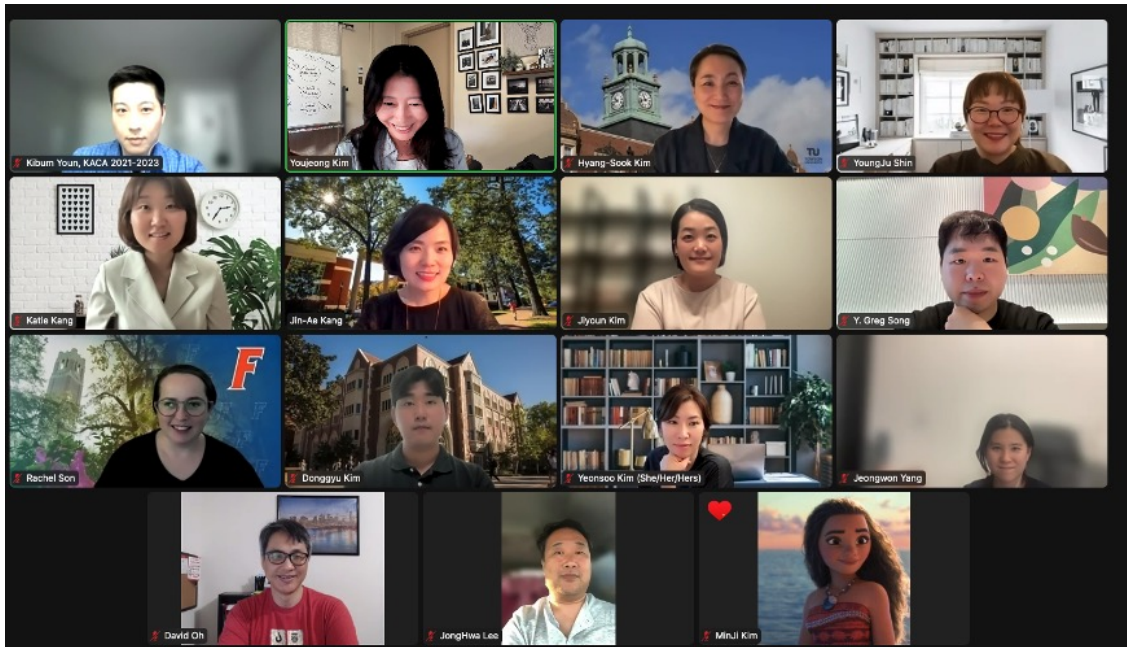 Kibum Youn, KACA 2021-2023
Youjeong Kim
Hyang-Sook Kim
TU
YoungJu Shin
Katie Kang
Jin-Ae Kang
Jiyoun Kim
Y. Greg Song
F
Rachel Son
Donggyu Kim
Yeonsoo Kim (She/Her/Hers)
Jeongwon Yang
David Oh
JongHwa Lee
MinJi Kim